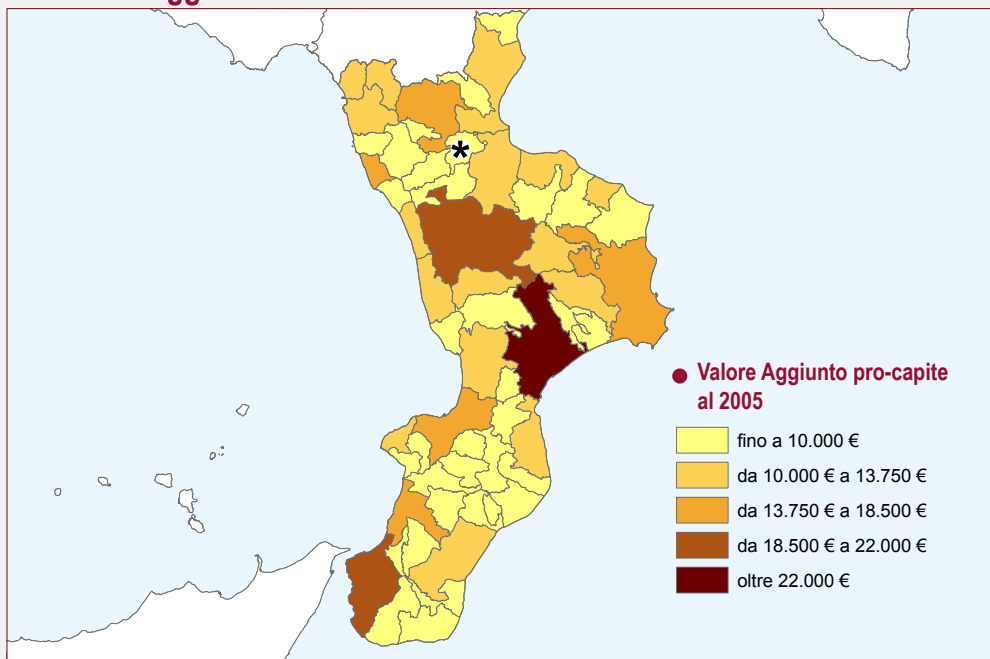 *
Valore Aggiunto pro-capite
al 2005
fino a 10.000 €
da 10.000 € a 13.750 €
da 13.750 € a 18.500 €
da 18.500 € a 22.000 €
oltre 22.000 €